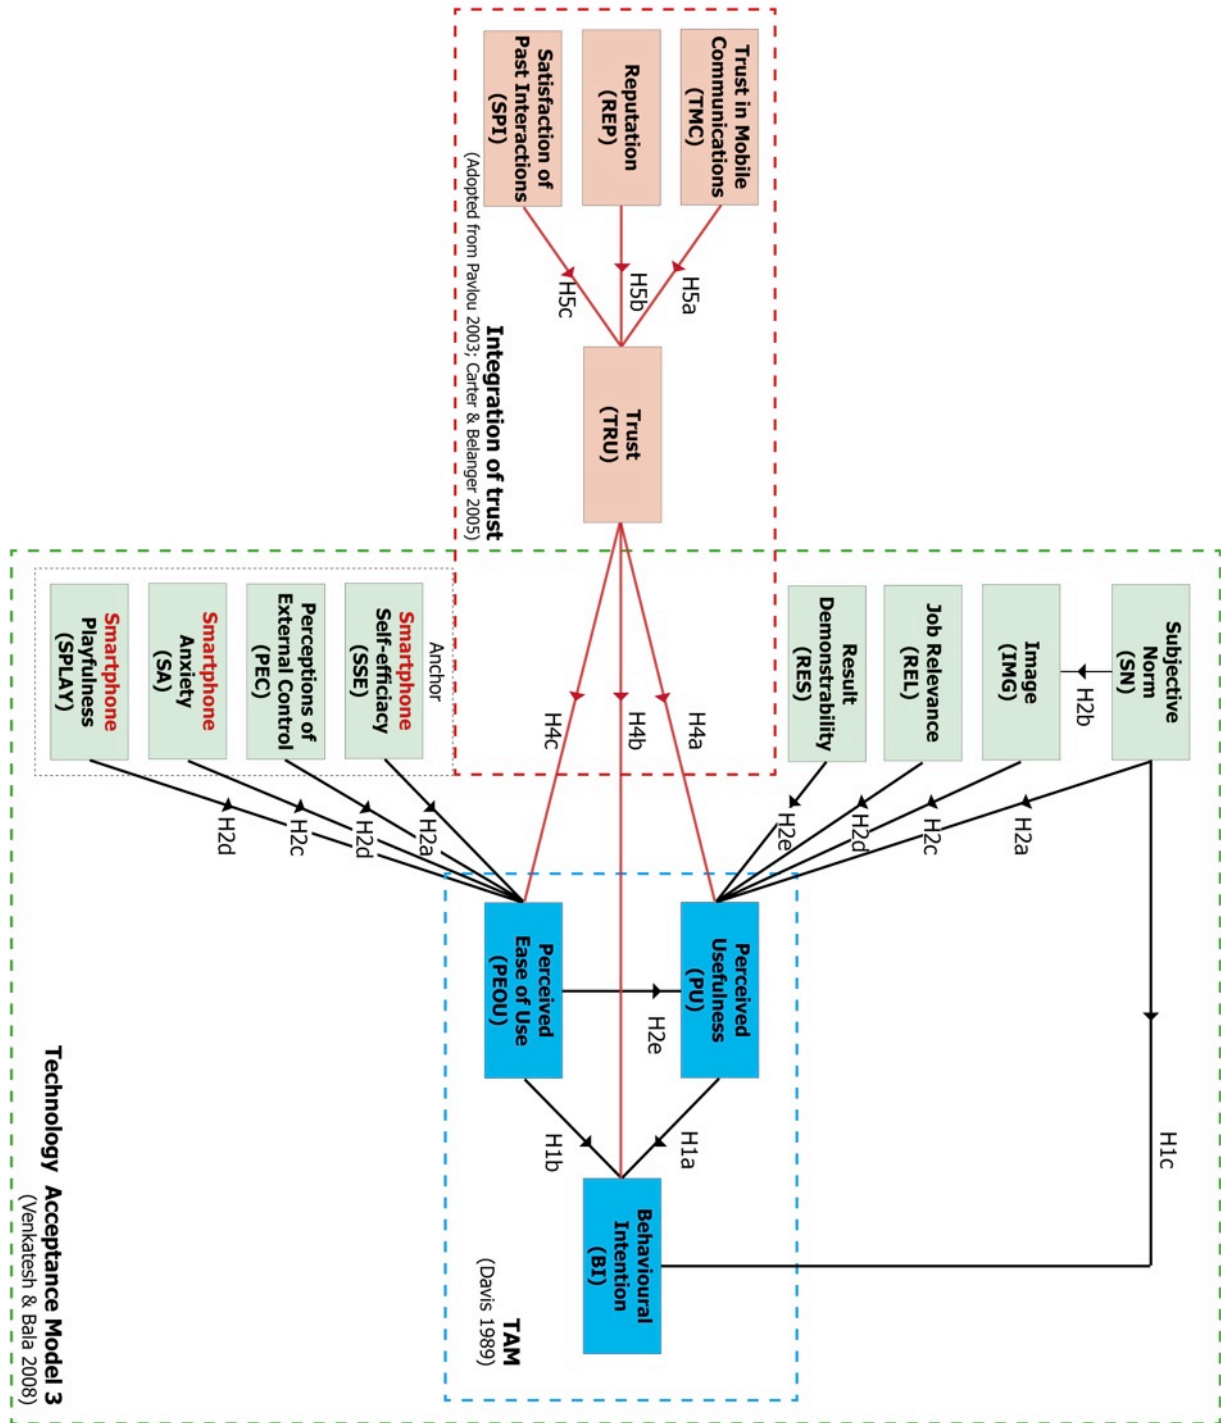 Subjective
Norm
(SN)
H1c
H2b
H2a
Image
(IMG)
H2c
Job Relevance
(REL)
H2d
Result
Demonstrability
(RES)
H2e
Trust in Mobile
Communications
(TMC)
H5a
H4a
Perceived
Usefulness
(PU)
H1a
Reputation
(REP)
H5b
Trust
(TRU)
H4b
H2e
Behavioural
Intention
(BI)
Satisfaction of
Past Interactions
(SPI)
H5c
H4c
Perceived
Ease of Use
(PEOU)
H1b
Integration of trust
(Adopted from Pavlou 2003; Carter & Belanger 2005)
TAM
(Davis 1989)
Anchor
Smartphone
Self-efficiacy
(SSE)
H2a
Perceptions of
External Control
(PEC)
H2d
Smartphone
Anxiety
(SA)
H2c
Smartphone
Playfulness
(SPLAY)
H2d
Technology Acceptance Model 3
(Venkatesh & Bala 2008)